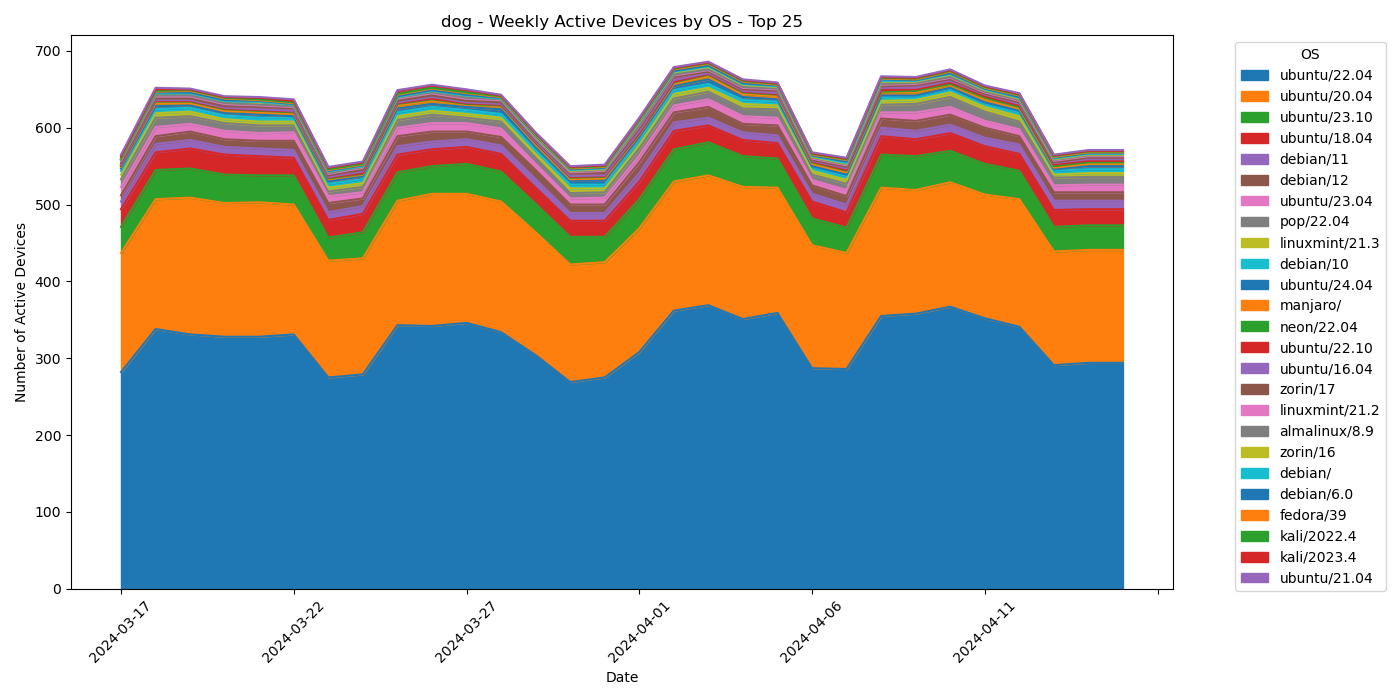 dog - Weekly Active Devices by OS - Top 25
Number of Active Devices
700
600
500
400
300
200
100
0
2024-03-17
2024-03-22
2024-03-27
2024-04-01
2024-04-06
2024-04-11
Date
OS
ubuntu/22.04
ubuntu/20.04
ubuntu/23.10
ubuntu/18.04
debian/11
debian/12
ubuntu/23.04
pop/22.04
linuxmint/21.3
debian/10
ubuntu/24.04
manjaro/
neon/22.04
ubuntu/22.10
ubuntu/16.04
zorin/17
linuxmint/21.2
almalinux/8.9
zorin/16
debian/
debian/6.0
fedora/39
kali/2022.4
kali/2023.4
ubuntu/21.04